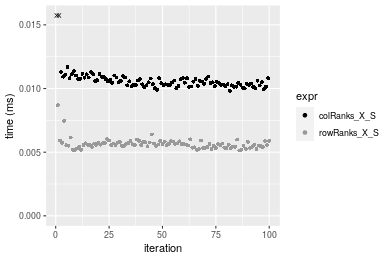 0.015
0.010
0.005
0.000
time (ms)
0
25
50
75
100
iteration
expr
colRanks_X_S
rowRanks_X_S